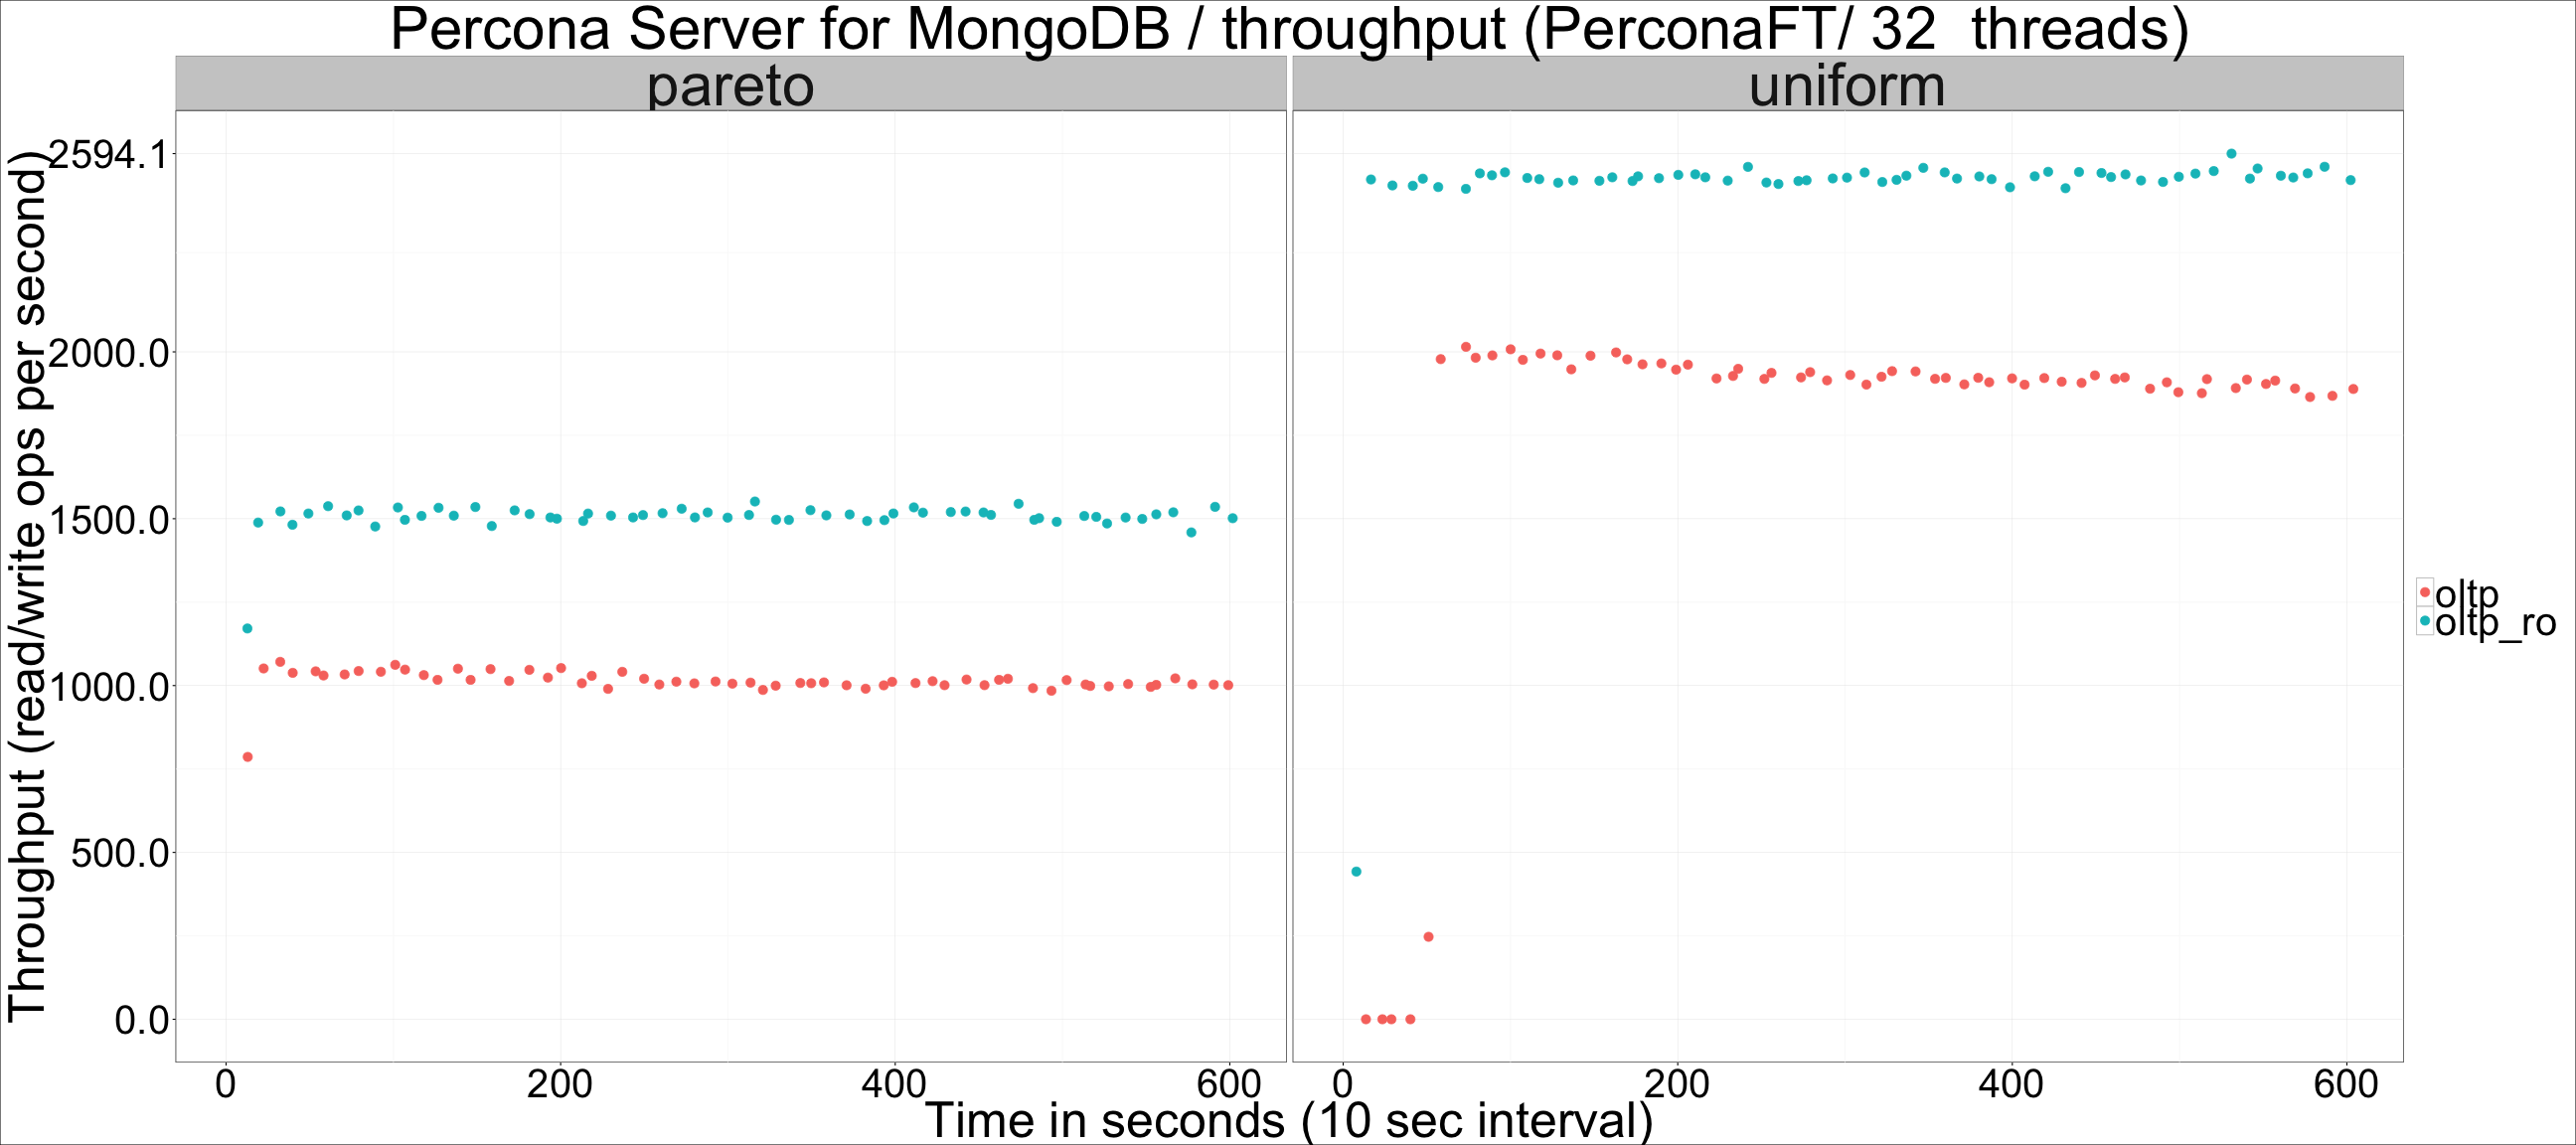 Percona Server for MongoDB / throughput (PerconaFT/ 32  threads)
pareto
uniform
Throughput (read/write ops per second)
2594.1
2000.0
1500.0
1000.0
500.0
0.0
0 200 400 600
0 200 400 600
Time in seconds (10 sec interval)
oltp
oltp_ro